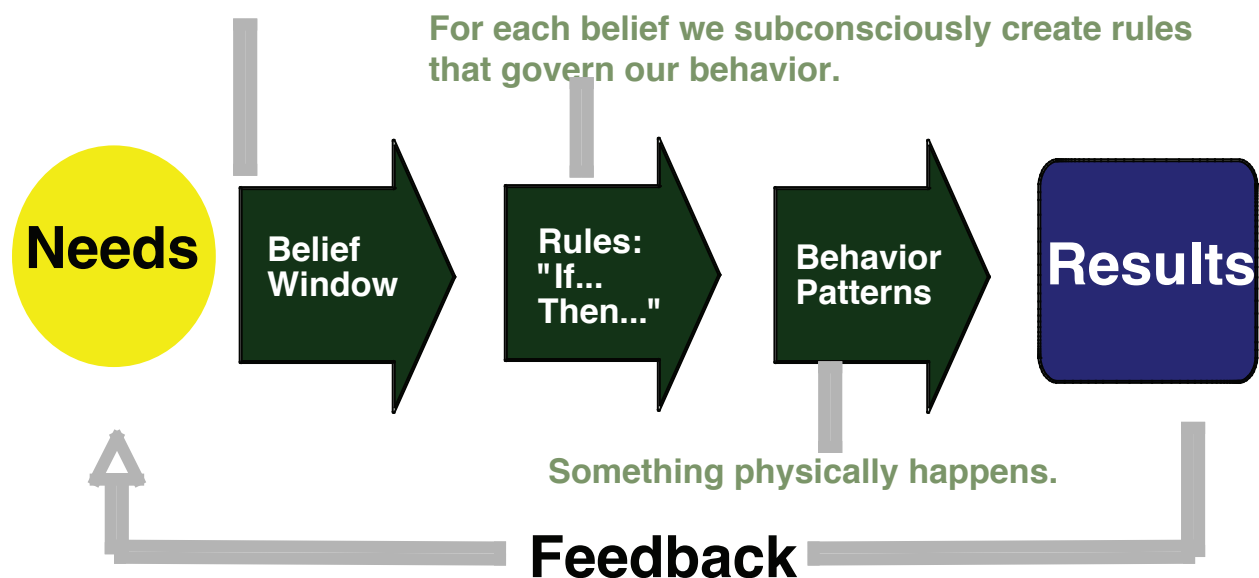 For each belief we subconsciously create rules
that govern our behavior.
Needs
Belief
Window
Rules:
"If...
Then..."
Behavior
Patterns
Results
Something physically happens.
Feedback